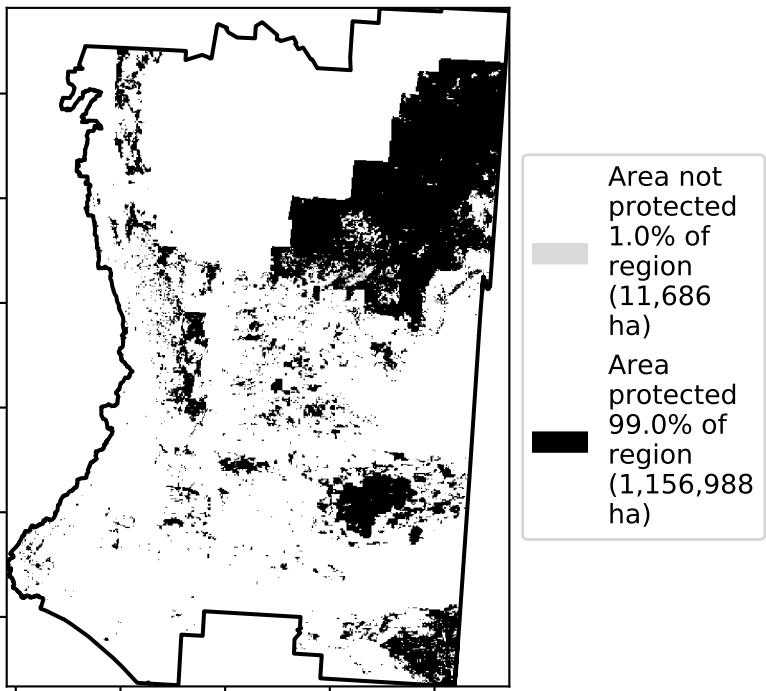 Area not
protected
1.0% of
region
(11,686
ha)
Area
protected
99.0% of
region
(1,156,988
ha)